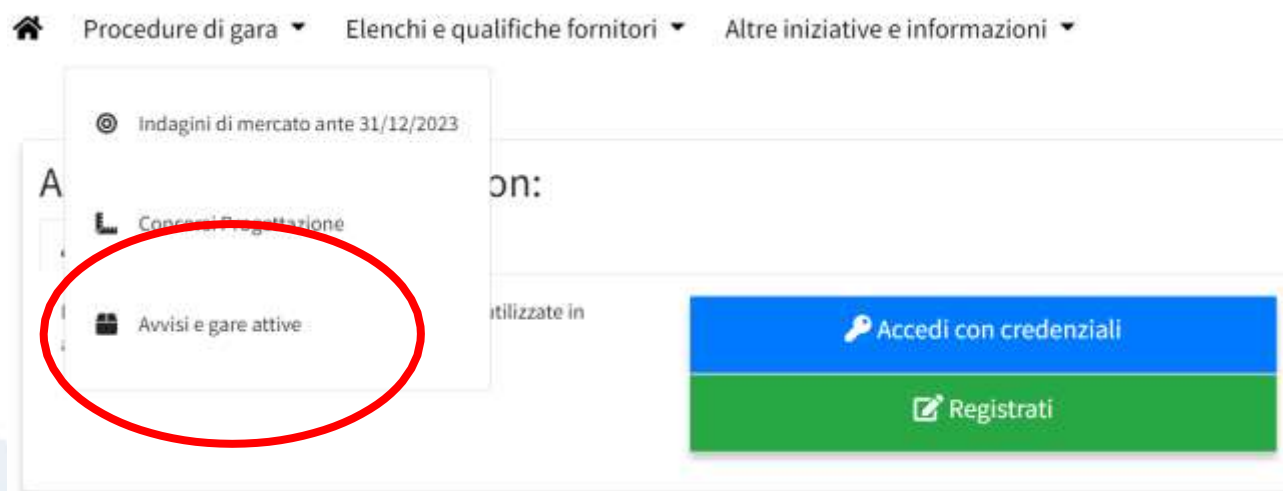 Procedure di gara Elenchi e qualifiche fornitori Altre iniziative e informazioni
Indagini di mercato ante 31/12/2023
A on:
Concorsi Progettazione
Avvisi e gare attive
utilizzate in
Accedi con credenziali
Registrati